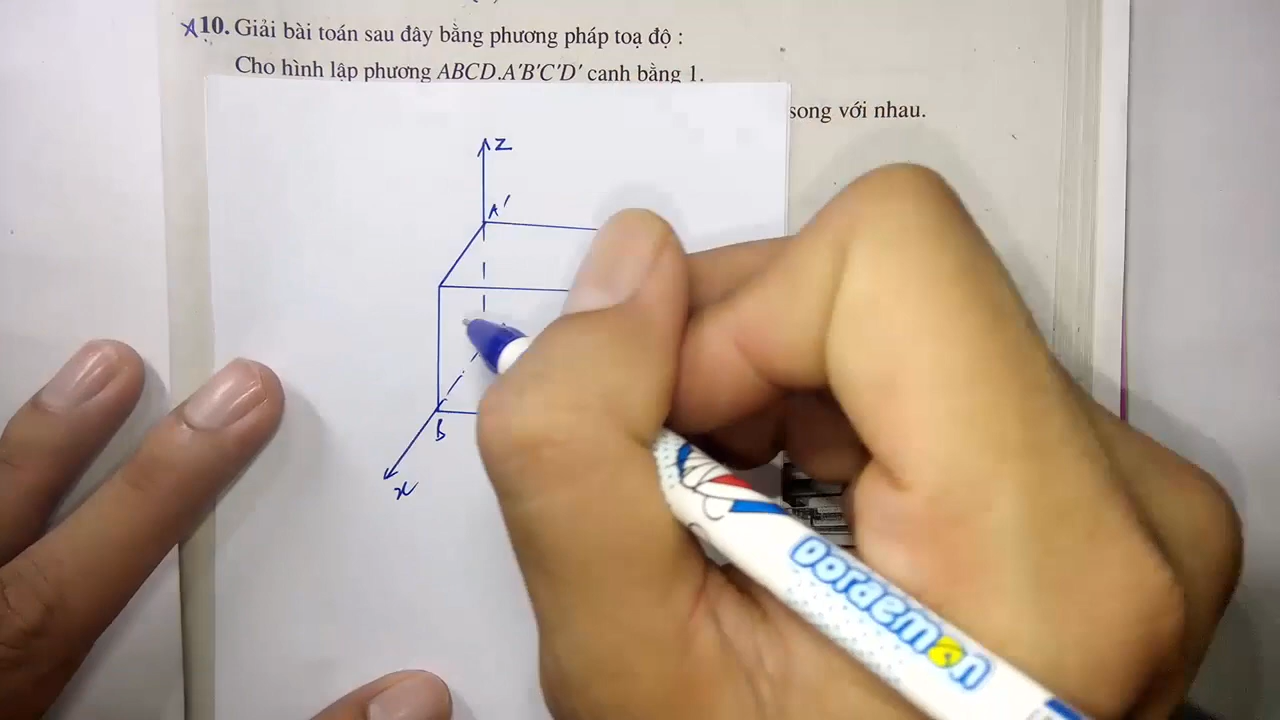 10. Giải bài toán sau đây bằng phương pháp toạ độ :
Cho hình lập phương ABCD.A'B'C'D' cạnh bằng 1.
song với nhau.
z
A'
B
x
Doraemon